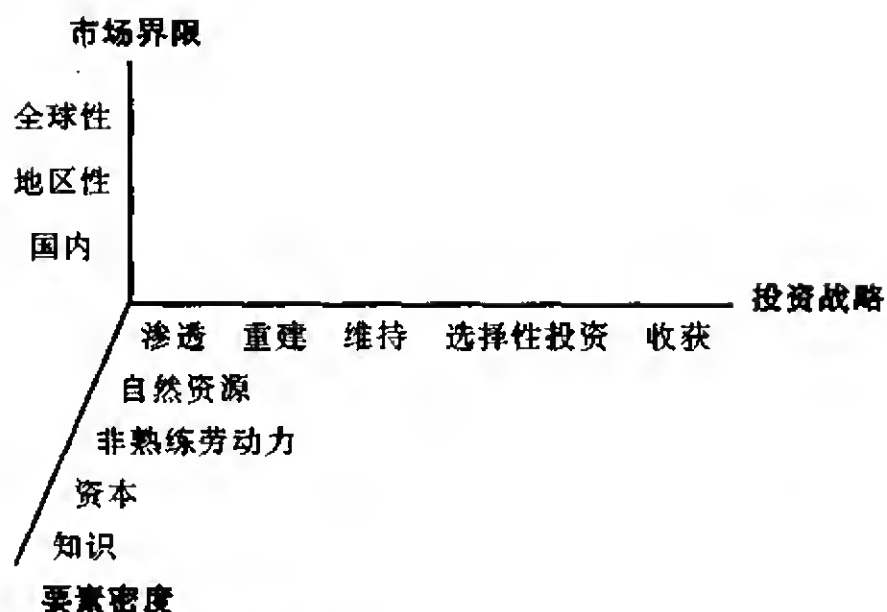 市场界限
全球性
地区性
国内
投资战略
渗透 重建 维持 选择性投资 收获
自然资源
非熟练劳动力
资本
知识
要素密度